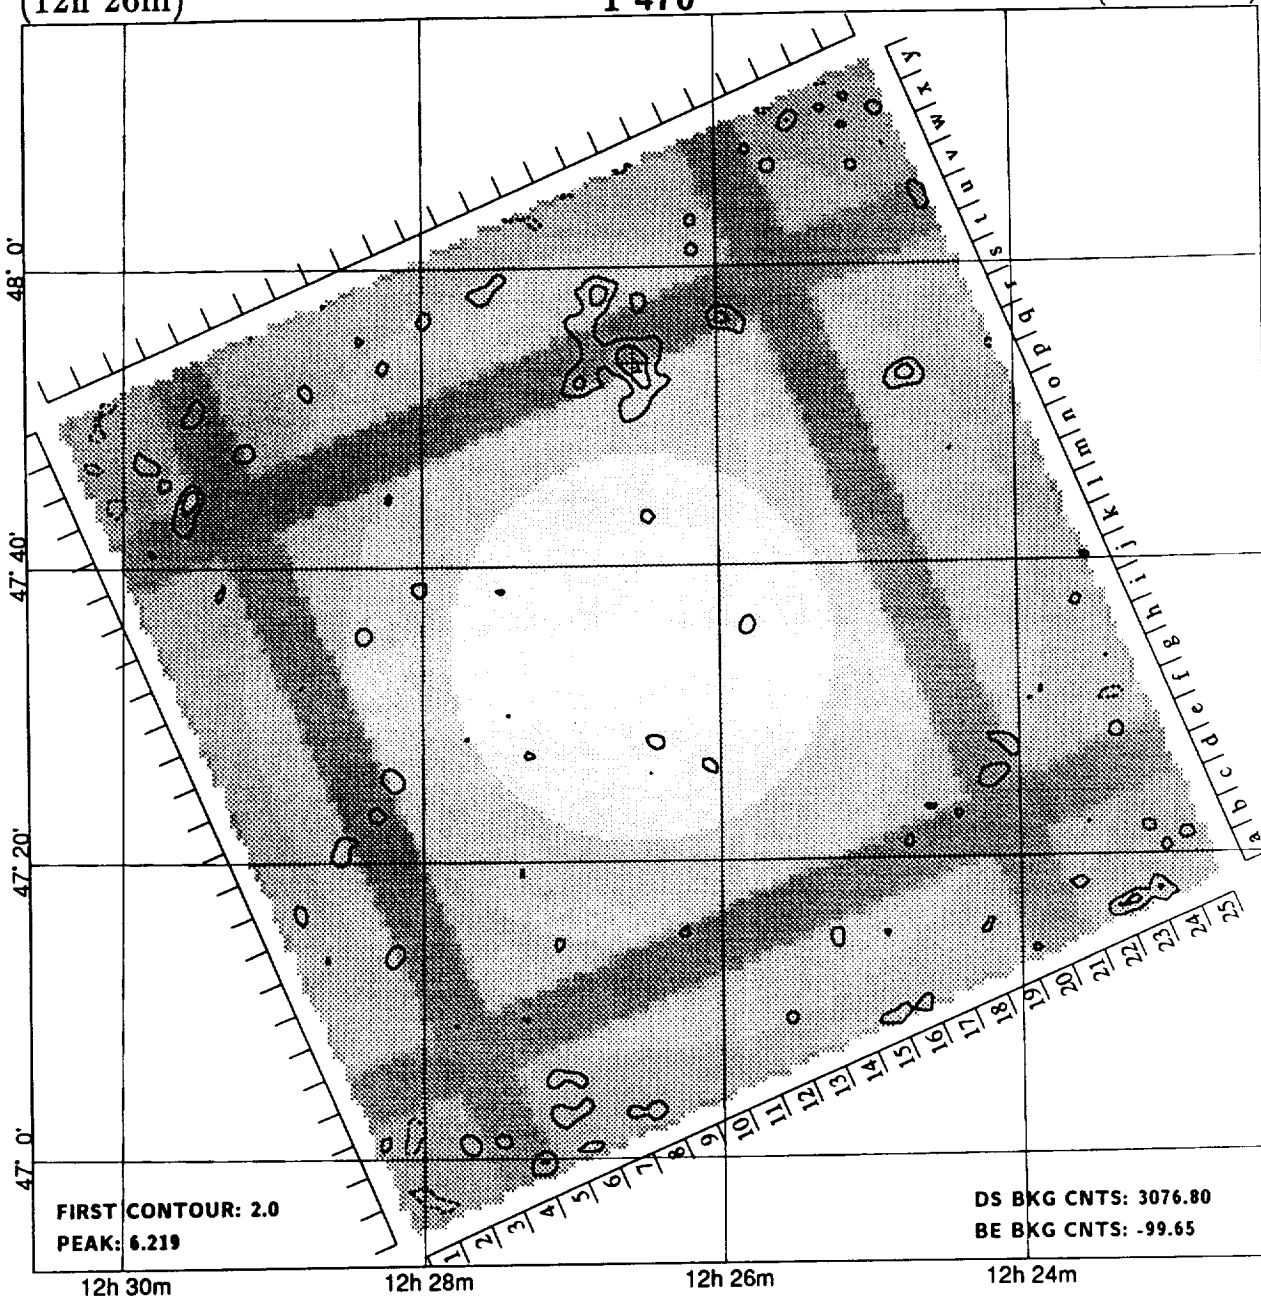 (12h 26m)
48° 0'
47° 40'
47° 20'
47° 0'
y x w v u t s r q p o n m l k j i h g f e d c b a
1 2 3 4 5 6 7 8 9 10 11 12 13 14 15 16 17 18 19 20 21 22 23 24 25
FIRST CONTOUR: 2.0
PEAK: 6.219
DS BKG CNTS: 3076.80
BE BKG CNTS: -99.65
12h 30m
12h 28m
12h 26m
12h 24m